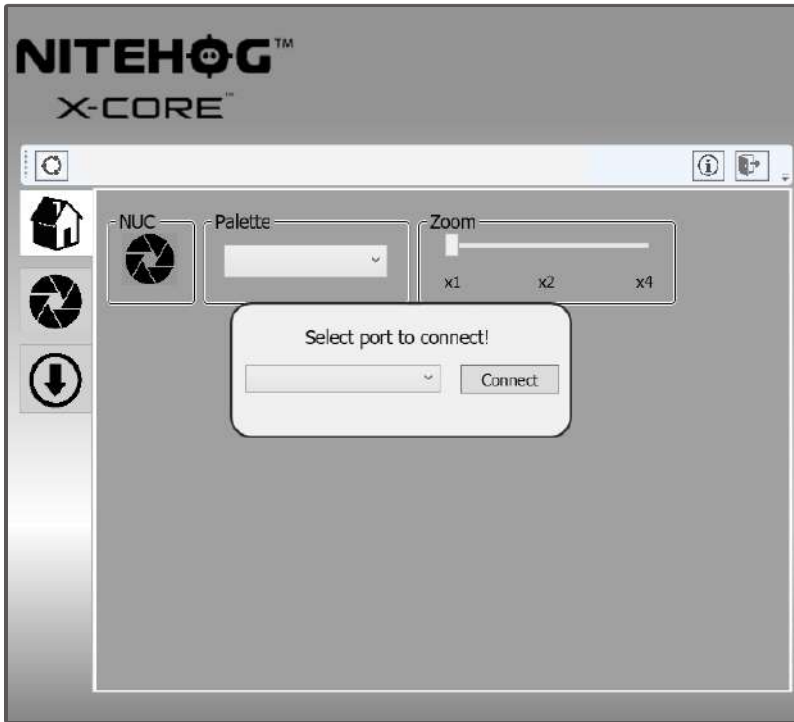 NITEHOG™
X-CORE™
NUC
Palette
Zoom
x1 x2 x4
Select port to connect!
Connect